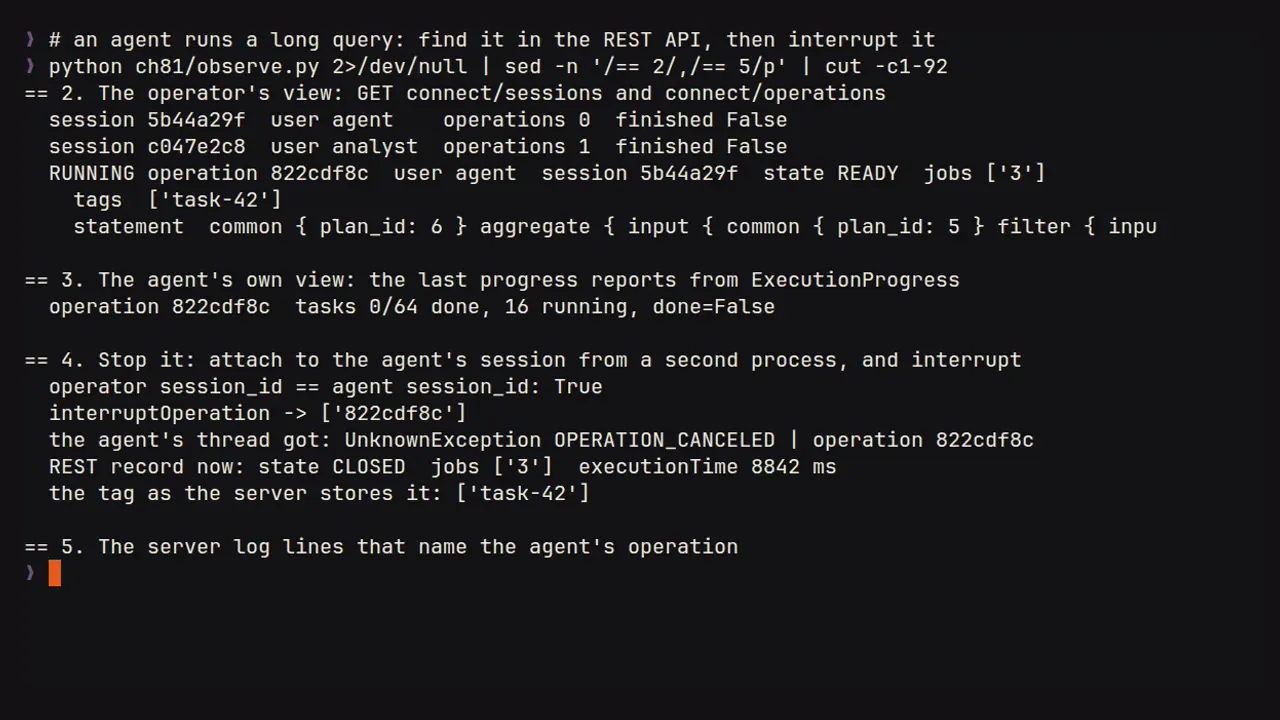 ❯ # an agent runs a long query: find it in the REST API, then interrupt it
❯ python ch81/observe.py 2>/dev/null | sed -n '/== 2/,/== 5/p' | cut -c1-92
== 2. The operator's view: GET connect/sessions and connect/operations
  session 5b44a29f  user agent    operations 0  finished False
  session c047e2c8  user analyst  operations 1  finished False
  RUNNING operation 822cdf8c  user agent  session 5b44a29f  state READY  jobs ['3']
    tags  ['task-42']
    statement  common { plan_id: 6 } aggregate { input { common { plan_id: 5 } filter { inpu
== 3. The agent's own view: the last progress reports from ExecutionProgress
  operation 822cdf8c  tasks 0/64 done, 16 running, done=False
== 4. Stop it: attach to the agent's session from a second process, and interrupt
  operator session_id == agent session_id: True
  interruptOperation -> ['822cdf8c']
  the agent's thread got: UnknownException OPERATION_CANCELED | operation 822cdf8c
  REST record now: state CLOSED  jobs ['3']  executionTime 8842 ms
  the tag as the server stores it: ['task-42']
== 5. The server log lines that name the agent's operation
❯